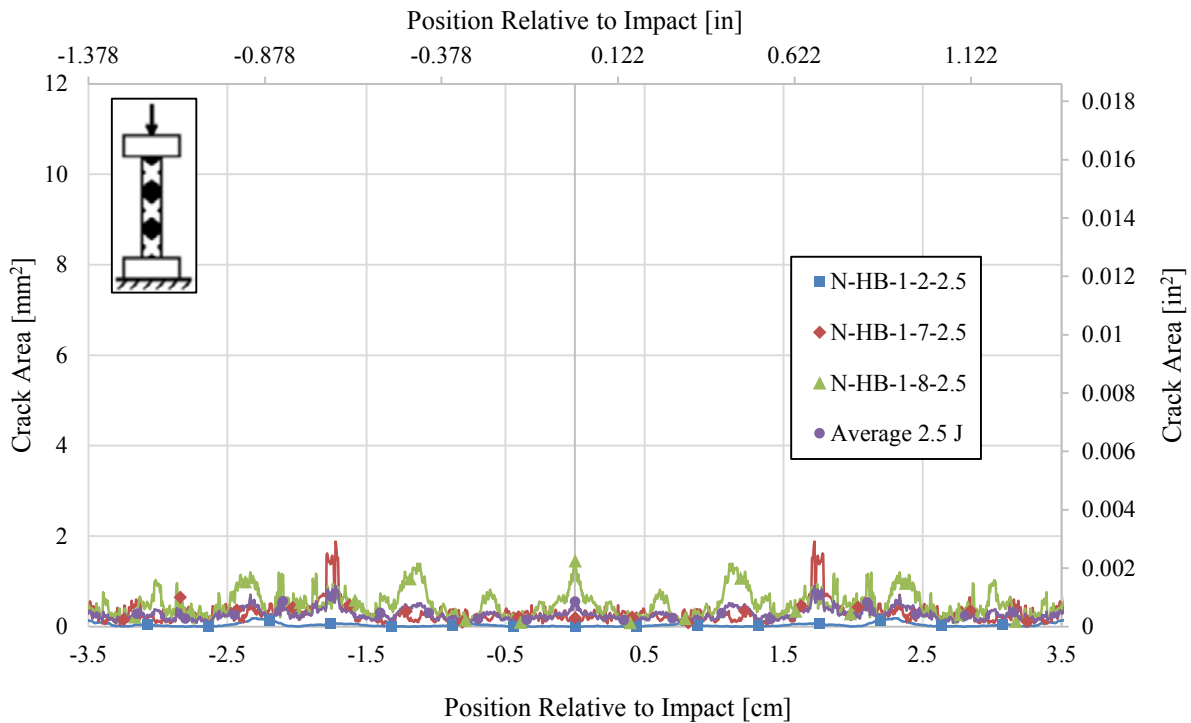 Position Relative to Impact [in]
-1.378 -0.878 -0.378 0.122 0.622 1.122
12 0.018
10 0.016
0.014
8 0.012
0.01
6 0.008
4 0.006
0.004
2 0.002
0 0
Crack Area [mm²]
Crack Area [in²]
N-HB-1-2-2.5
N-HB-1-7-2.5
N-HB-1-8-2.5
Average 2.5 J
-3.5 -2.5 -1.5 -0.5 0.5 1.5 2.5 3.5
Position Relative to Impact [cm]